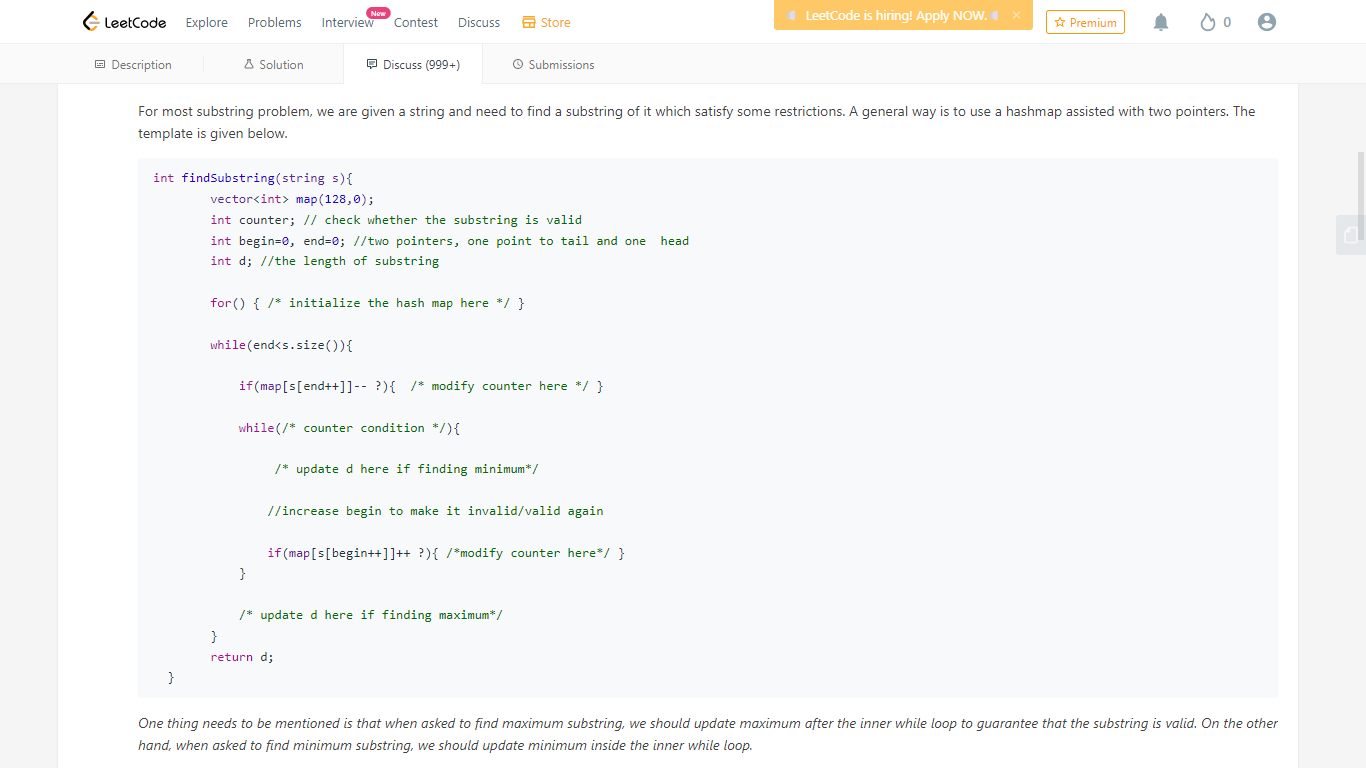 LeetCode Explore Problems Interview New Contest Discuss Store LeetCode is hiring! Apply NOW. × Premium 0
Description Solution Discuss (999+) Submissions
For most substring problem, we are given a string and need to find a substring of it which satisfy some restrictions. A general way is to use a hashmap assisted with two pointers. The
template is given below.
int findSubstring(string s){
        vector<int> map(128,0);
        int counter; // check whether the substring is valid
        int begin=0, end=0; //two pointers, one point to tail and one  head
        int d; //the length of substring
        for() { /* initialize the hash map here */ }
        while(end<s.size()){
            if(map[s[end++]]-- ?){  /* modify counter here */ }
            while(/* counter condition */){
                 /* update d here if finding minimum*/
                //increase begin to make it invalid/valid again
                if(map[s[begin++]]++ ?){ /*modify counter here*/ }
            }
            /* update d here if finding maximum*/
        }
        return d;
  }
One thing needs to be mentioned is that when asked to find maximum substring, we should update maximum after the inner while loop to guarantee that the substring is valid. On the other
hand, when asked to find minimum substring, we should update minimum inside the inner while loop.